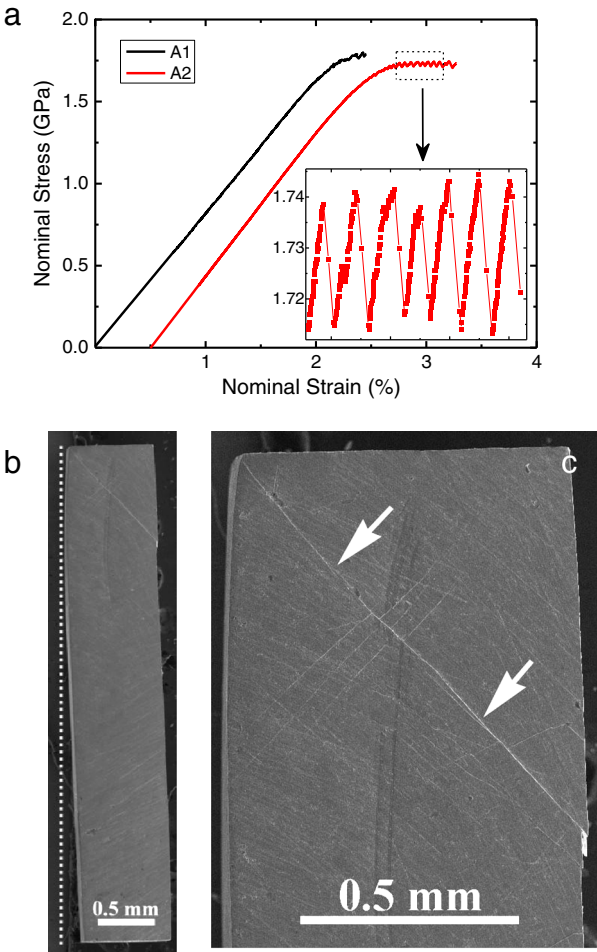 a
2.0
A1
A2
1.5
1.0
0.5
0.0
Nominal Stress (GPa)
1.74
1.73
1.72
1 2 3 4
Nominal Strain (%)
b
c
0.5 mm
0.5 mm